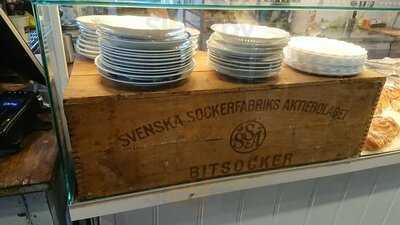 SVENSKA SOCKERFABRIKS AKTIEBOLAGET
SSA
BITSOCKER